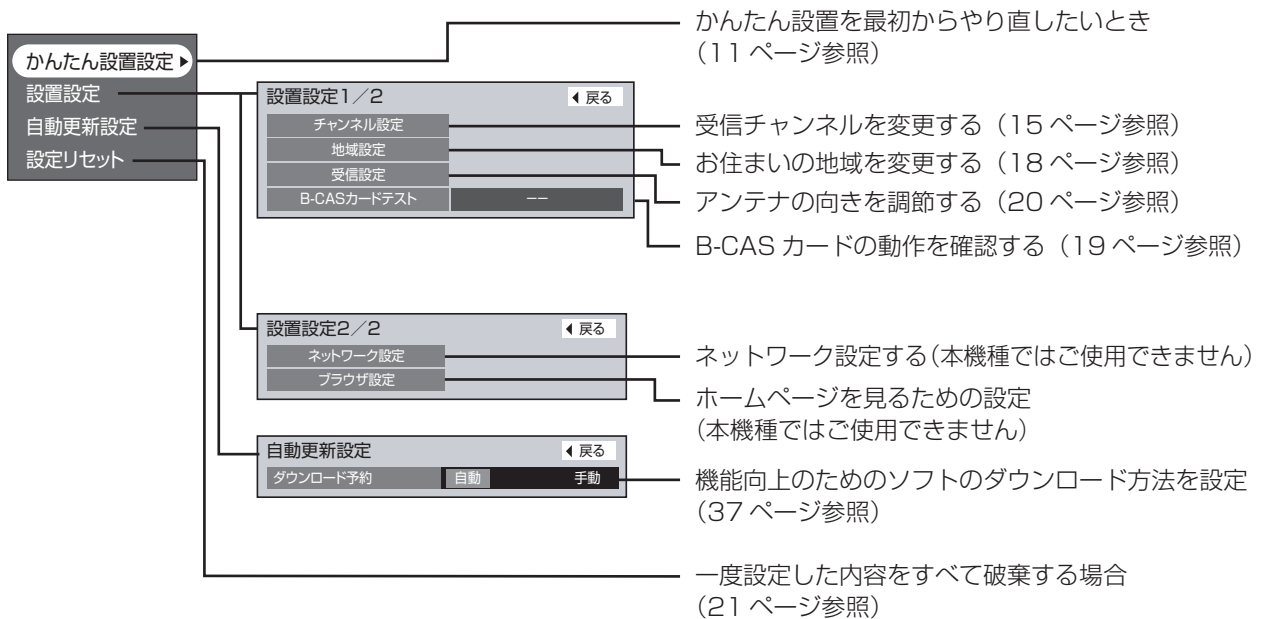 かんたん設置設定
設置設定
自動更新設定
設定リセット
設置設定1/2
戻る
チャンネル設定
地域設定
受信設定
B-CASカードテスト
−−
設置設定2/2
戻る
ネットワーク設定
ブラウザ設定
自動更新設定
戻る
ダウンロード予約 自動 手動
かんたん設置を最初からやり直したいとき
(11 ページ参照)
受信チャンネルを変更する(15 ページ参照)
お住まいの地域を変更する(18 ページ参照)
アンテナの向きを調節する(20 ページ参照)
B-CAS カードの動作を確認する(19 ページ参照)
ネットワーク設定する(本機種ではご使用できません)
ホームページを見るための設定
(本機種ではご使用できません)
機能向上のためのソフトのダウンロード方法を設定
(37 ページ参照)
一度設定した内容をすべて破棄する場合
(21 ページ参照)